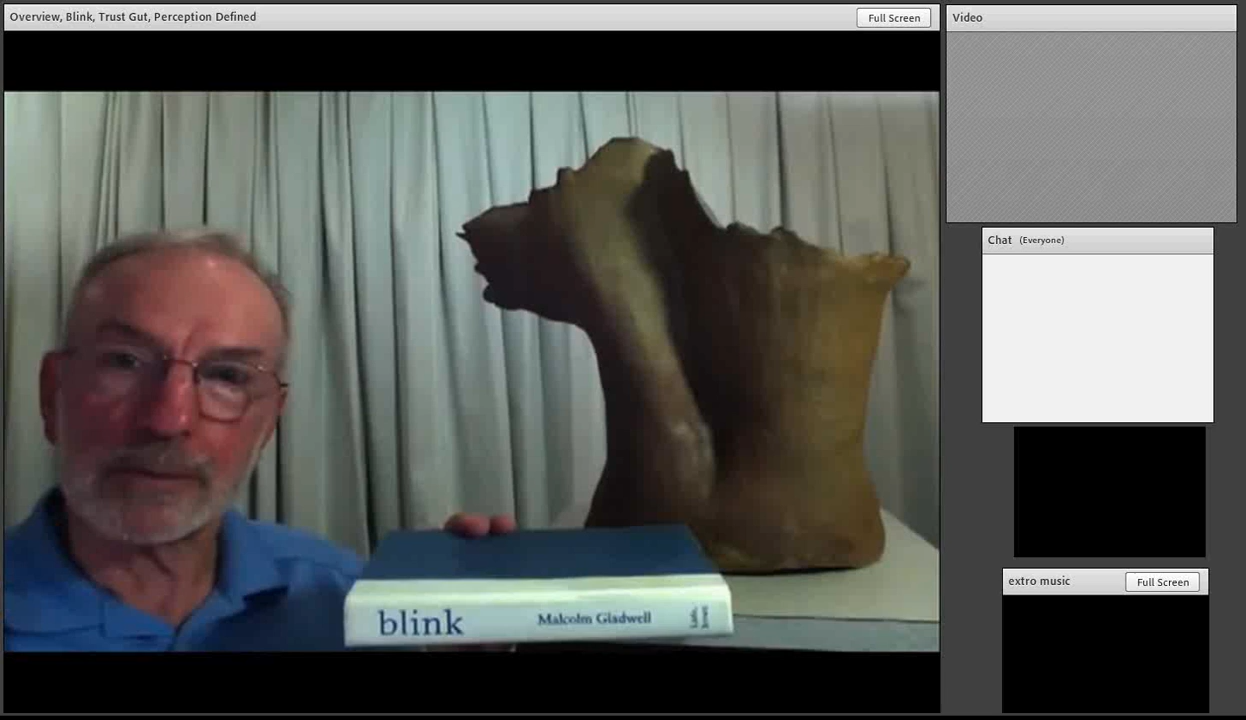 Overview, Blink, Trust Gut, Perception Defined
Full Screen
Video
Chat (Everyone)
blink Malcolm Gladwell
extro music
Full Screen